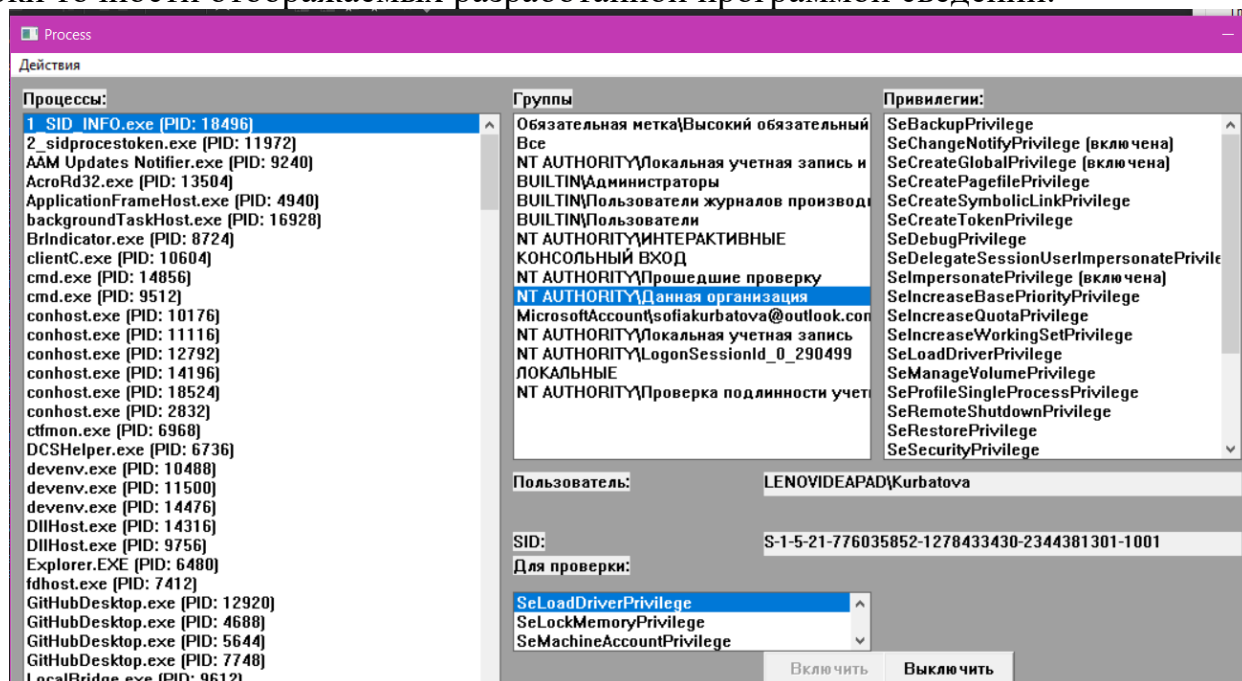 точности отображаемых разработанной программой сведений.
Process
Действия
Процессы:
1_SID_INFO.exe (PID: 18496)
2_sidprocestoken.exe (PID: 11972)
AAM Updates Notifier.exe (PID: 9240)
AcroRd32.exe (PID: 13504)
ApplicationFrameHost.exe (PID: 4940)
backgroundTaskHost.exe (PID: 16928)
BrIndicator.exe (PID: 8724)
clientC.exe (PID: 10604)
cmd.exe (PID: 14856)
cmd.exe (PID: 9512)
conhost.exe (PID: 10176)
conhost.exe (PID: 11116)
conhost.exe (PID: 12792)
conhost.exe (PID: 14196)
conhost.exe (PID: 18524)
conhost.exe (PID: 2832)
ctfmon.exe (PID: 6968)
DCSHelper.exe (PID: 6736)
devenv.exe (PID: 10488)
devenv.exe (PID: 11500)
devenv.exe (PID: 14476)
DllHost.exe (PID: 14316)
DllHost.exe (PID: 9756)
Explorer.EXE (PID: 6480)
fdhost.exe (PID: 7412)
GitHubDesktop.exe (PID: 12920)
GitHubDesktop.exe (PID: 4688)
GitHubDesktop.exe (PID: 5644)
GitHubDesktop.exe (PID: 7748)
LocalBridge.exe (PID: 9612)
Группы
Обязательная метка\Высокий обязательный
Все
NT AUTHORITY\Локальная учетная запись и
BUILTIN\Администраторы
BUILTIN\Пользователи журналов производ
BUILTIN\Пользователи
NT AUTHORITY\ИНТЕРАКТИВНЫЕ
КОНСОЛЬНЫЙ ВХОД
NT AUTHORITY\Прошедшие проверку
NT AUTHORITY\Данная организация
MicrosoftAccount\sofiakurbatova@outlook.com
NT AUTHORITY\Локальная учетная запись
NT AUTHORITY\LogonSessionId_0_290499
ЛОКАЛЬНЫЕ
NT AUTHORITY\Проверка подлинности учет
Привилегии:
SeBackupPrivilege
SeChangeNotifyPrivilege (включена)
SeCreateGlobalPrivilege (включена)
SeCreatePagefilePrivilege
SeCreateSymbolicLinkPrivilege
SeCreateTokenPrivilege
SeDebugPrivilege
SeDelegateSessionUserImpersonatePrivile
SeImpersonatePrivilege (включена)
SeIncreaseBasePriorityPrivilege
SeIncreaseQuotaPrivilege
SeIncreaseWorkingSetPrivilege
SeLoadDriverPrivilege
SeManageVolumePrivilege
SeProfileSingleProcessPrivilege
SeRemoteShutdownPrivilege
SeRestorePrivilege
SeSecurityPrivilege
Пользователь: LENOVIDEAPAD\Kurbatova
SID: S-1-5-21-776035852-1278433430-2344381301-1001
Для проверки:
SeLoadDriverPrivilege
SeLockMemoryPrivilege
SeMachineAccountPrivilege
Включить Выключить